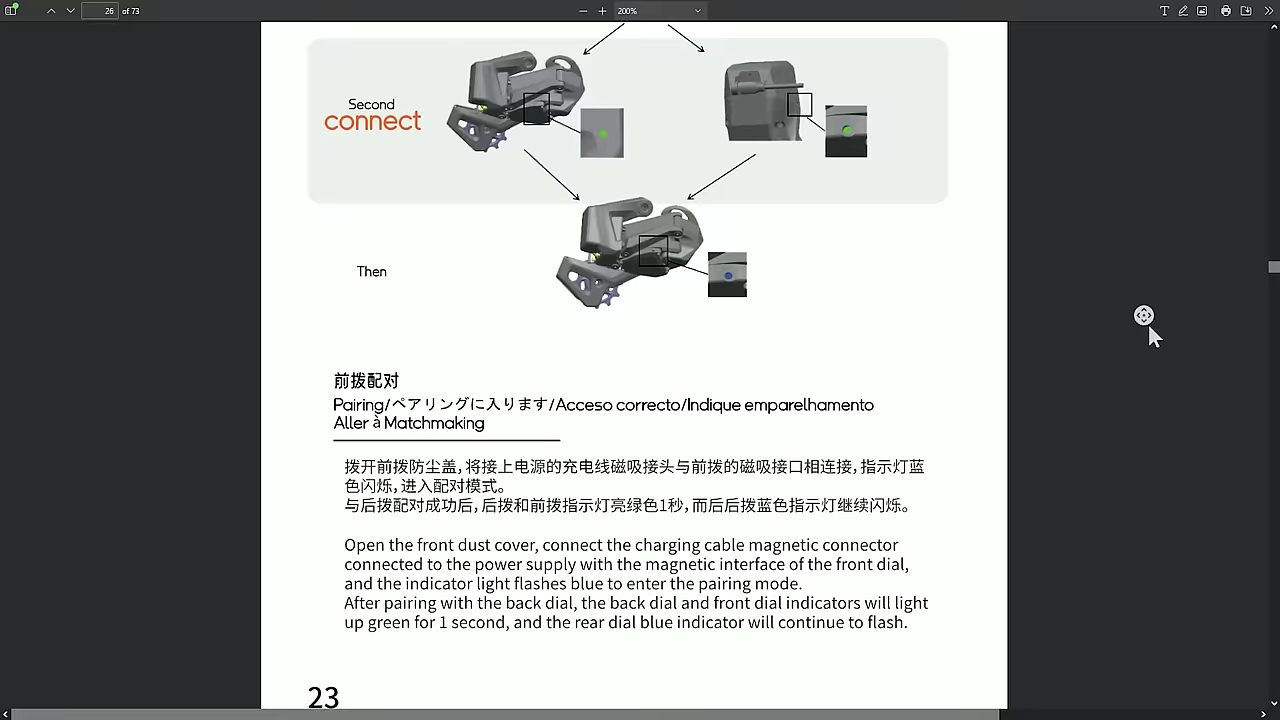 26 of 73
200%
Second
connect
Then
前拨配对
Pairing/ペアリングに入ります/Acceso correcto/Indique emparelhamento
Aller à Matchmaking
拨开前拨防尘盖，将接上电源的充电线磁吸接头与前拨的磁吸接口相连接，指示灯蓝
色闪烁，进入配对模式。
与后拨配对成功后，后拨和前拨指示灯亮绿色1秒，而后后拨蓝色指示灯继续闪烁。
Open the front dust cover, connect the charging cable magnetic connector
connected to the power supply with the magnetic interface of the front dial,
and the indicator light flashes blue to enter the pairing mode.
After pairing with the back dial, the back dial and front dial indicators will light
up green for 1 second, and the rear dial blue indicator will continue to flash.
23